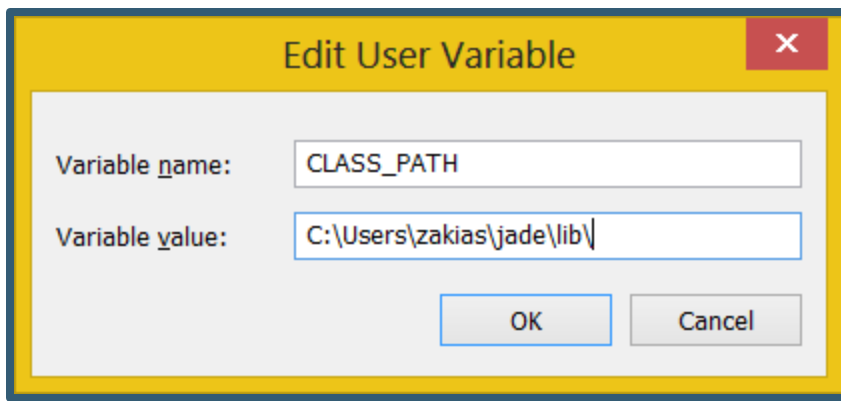 Edit User Variable
Variable name: CLASS_PATH
Variable value: C:\Users\zakias\jade\lib\
OK Cancel